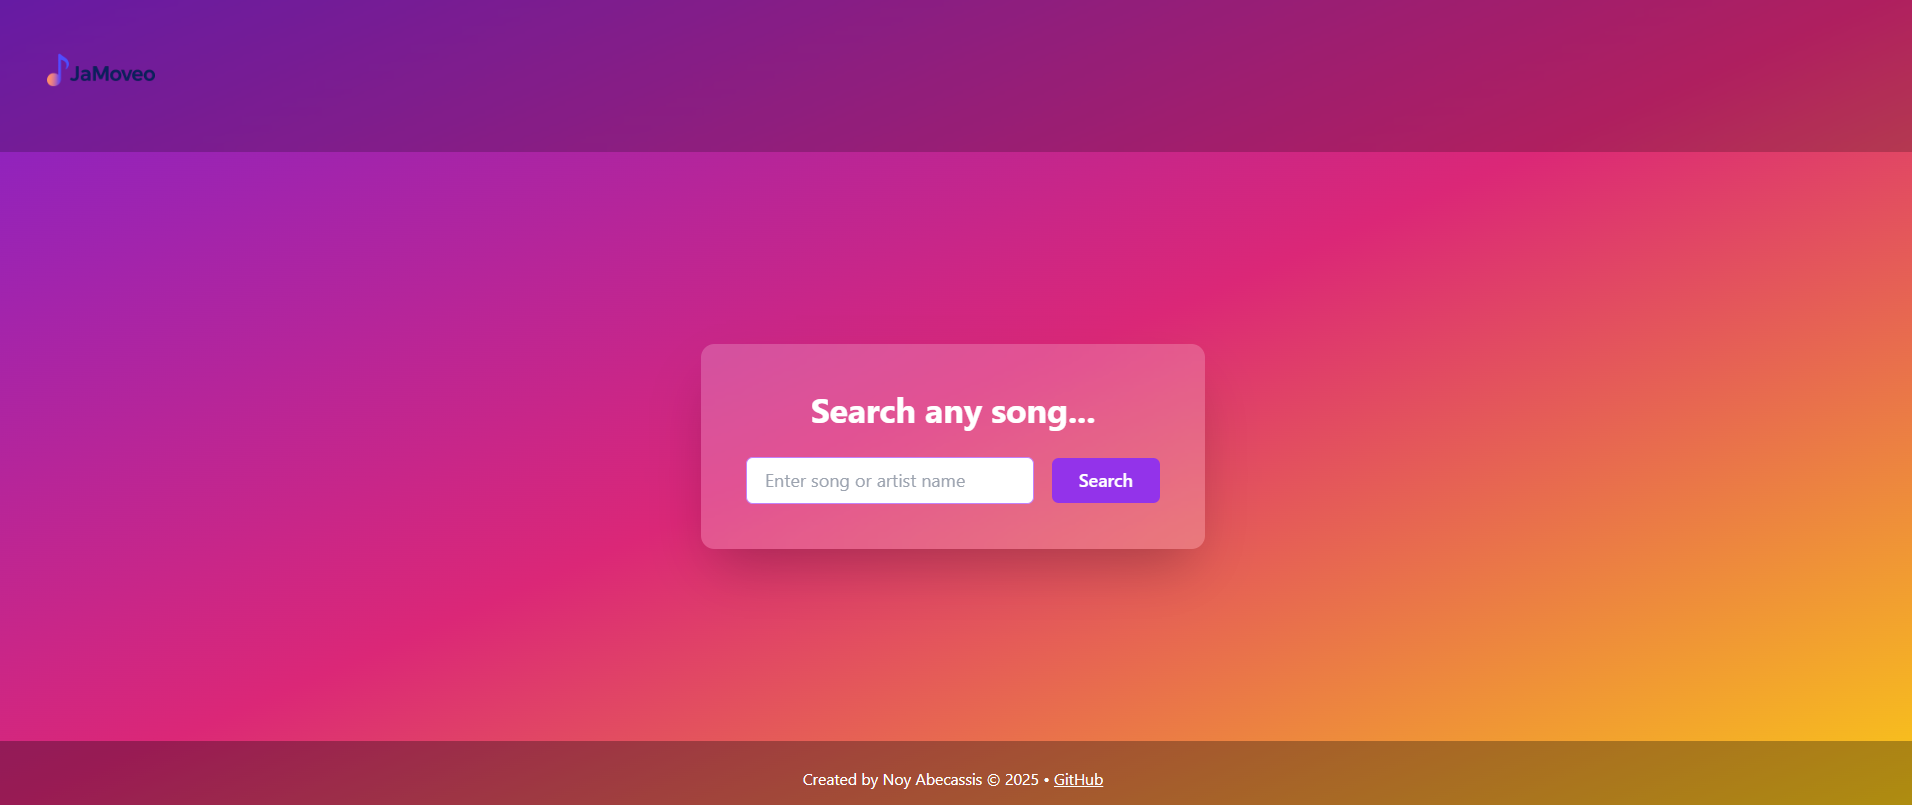 JaMoveo
Search any song...
Enter song or artist name
Search
Created by Noy Abecassis © 2025 • GitHub